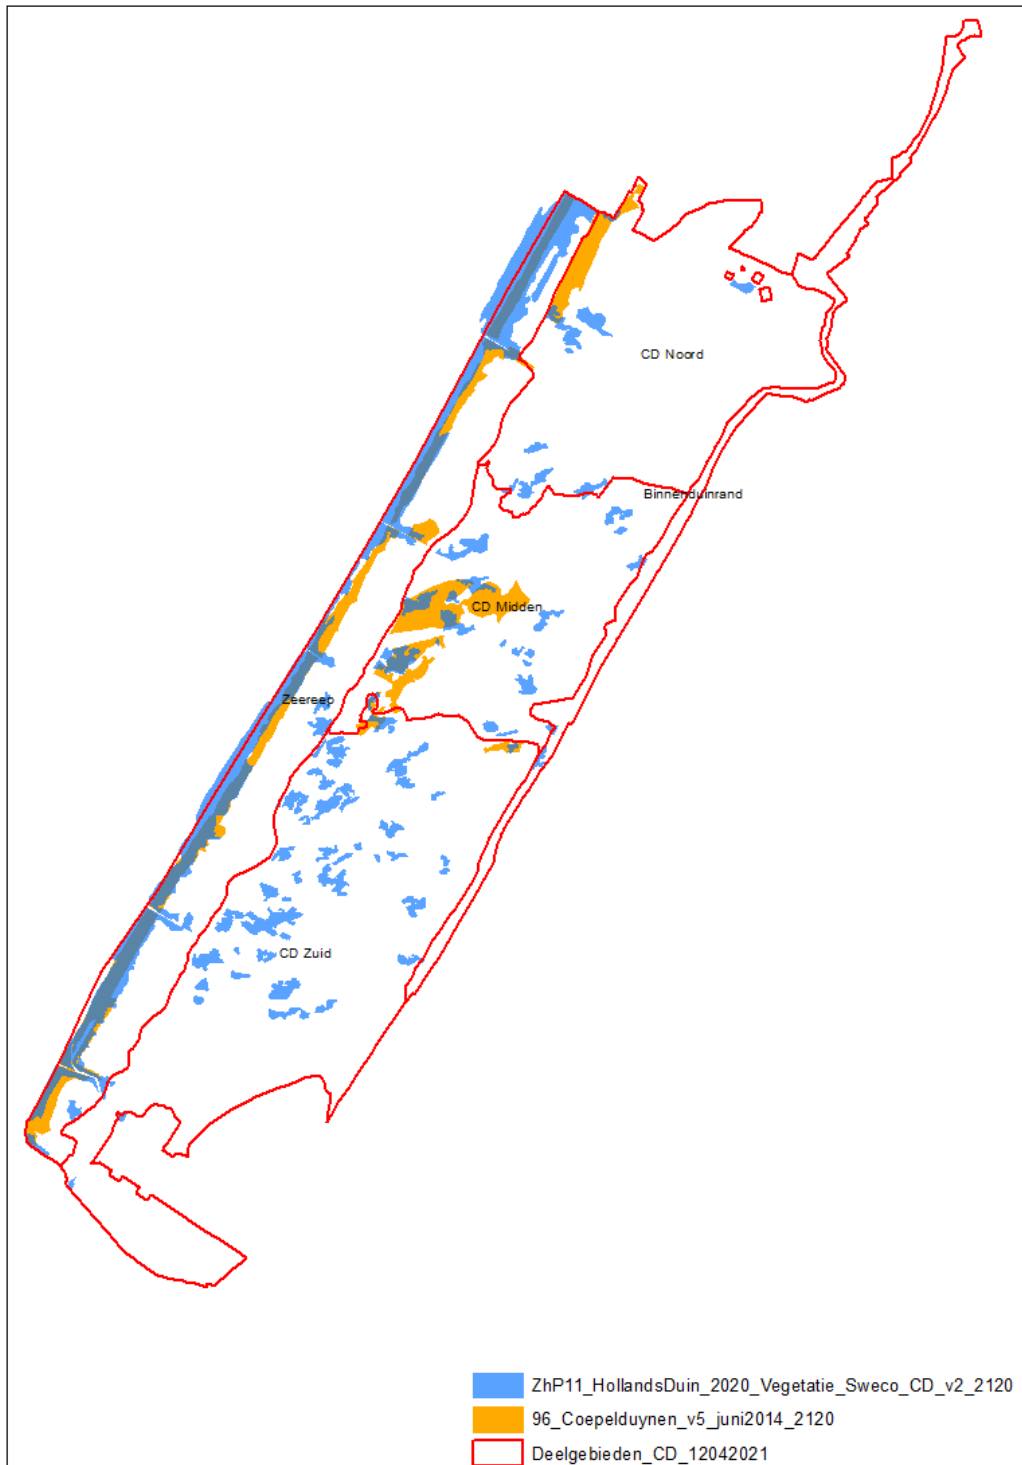 CD Noord
Binnenduinrand
CD Midden
Zeereep
CD Zuid
ZhP11_HollandsDuin_2020_Vegetatie_Sweco_CD_v2_2120
96_Coepelduynen_v5_juni2014_2120
Deelgebieden_CD_12042021